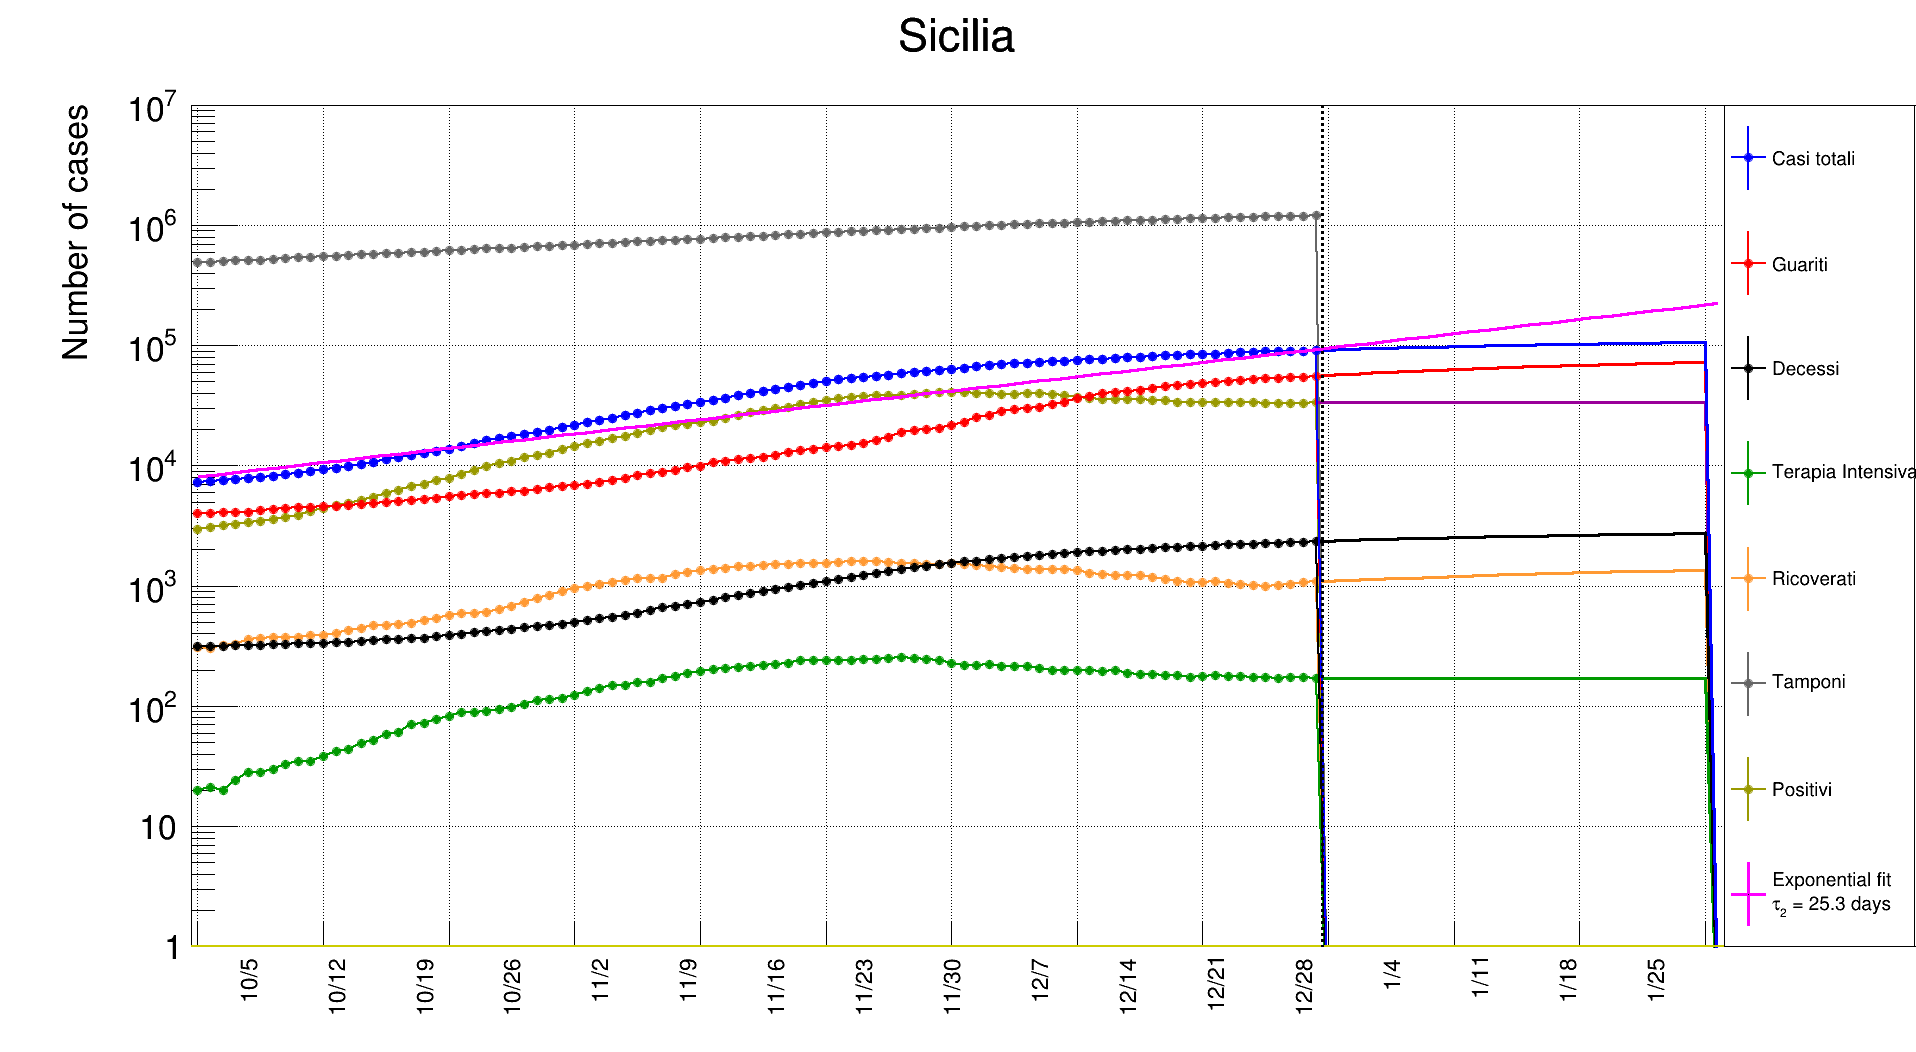 Sicilia
Number of cases
10^7
10^6
10^5
10^4
10^3
10^2
10
1
10/5
10/12
10/19
10/26
11/2
11/9
11/16
11/23
11/30
12/7
12/14
12/21
12/28
1/4
1/11
1/18
1/25
Casi totali
Guariti
Decessi
Terapia Intensiva
Ricoverati
Tamponi
Positivi
Exponential fit
τ₂ = 25.3 days